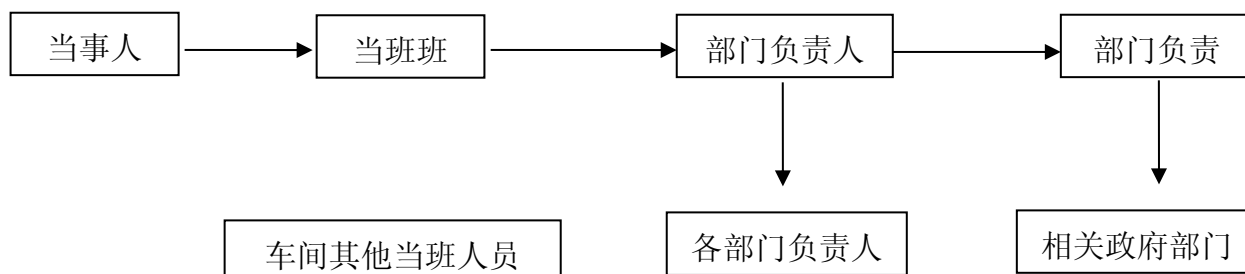 当事人
当班班
部门负责人
部门负责
车间其他当班人员
各部门负责人
相关政府部门